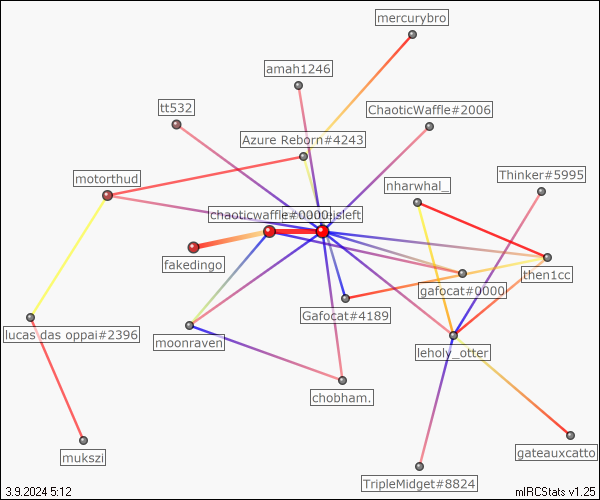 mercurybro
amah1246
tt532
ChaoticWaffle#2006
Azure Reborn#4243
motorthud
Thinker#5995
nharwhal_
chaoticwaffle#0000
fakedingo
then1cc
gafocat#0000
Gafocat#4189
lucas das oppai#2396
moonraven
leholy_otter
chobham.
mukszi
gateauxcatto
TripleMidget#8824
3.9.2024 5:12
mIRCStats v1.25